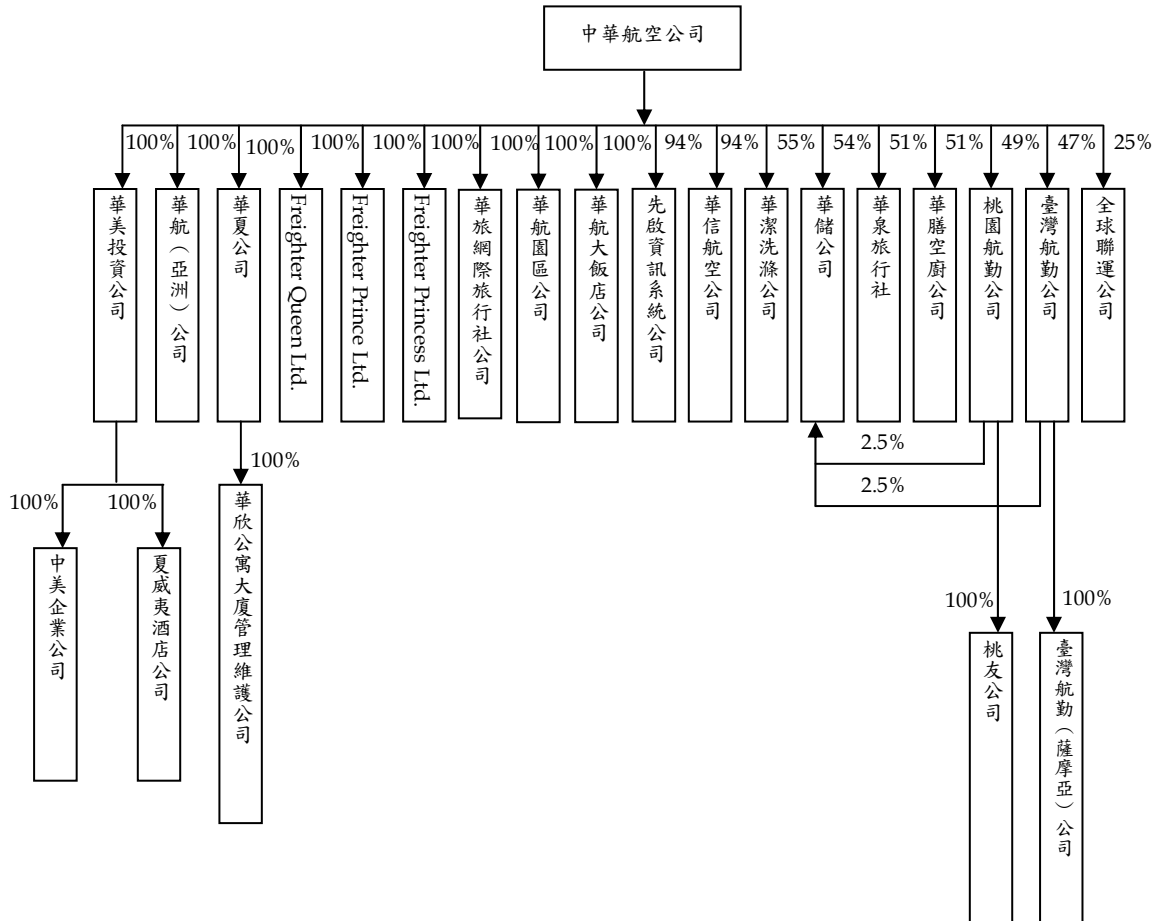 中華航空公司
100%
100%
100%
100%
100%
100%
100%
100%
100%
94%
94%
55%
54%
51%
51%
49%
47%
25%
華美投資公司
華航（亞洲）公司
華夏公司
Freighter Queen Ltd.
Freighter Prince Ltd.
Freighter Princess Ltd.
華旅網際旅行社公司
華航園區公司
華航大飯店公司
先啟資訊系統公司
華信航空公司
華潔洗滌公司
華儲公司
華泉旅行社
華膳空廚公司
桃園航勤公司
臺灣航勤公司
全球聯運公司
2.5%
2.5%
100%
100%
100%
中美企業公司
夏威夷酒店公司
華欣公寓大廈管理維護公司
100%
100%
桃友公司
臺灣航勤（薩摩亞）公司